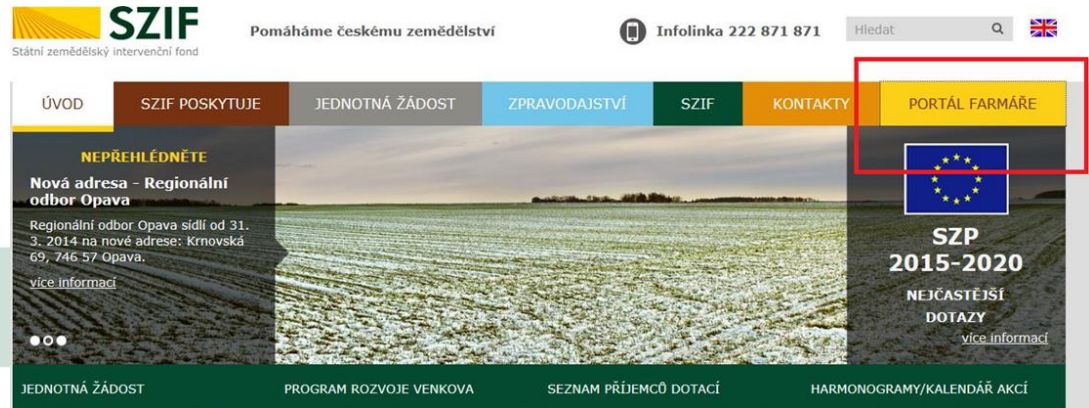 SZIF
Státní zemědělský intervenční fond
Pomáháme českému zemědělství
Infolinka 222 871 871
Hledat
ÚVOD
SZIF POSKYTUJE
JEDNOTNÁ ŽÁDOST
ZPRAVODAJSTVÍ
SZIF
KONTAKTY
PORTÁL FARMÁŘE
NEPŘEHLÉDNĚTE
Nová adresa - Regionální
odbor Opava
Regionální odbor Opava sídlí od 31.
3. 2014 na nové adrese: Krnovská
69, 746 57 Opava.
více informací
SZP
2015-2020
NEJČASTĚJŠÍ
DOTAZY
více informací
JEDNOTNÁ ŽÁDOST
PROGRAM ROZVOJE VENKOVA
SEZNAM PŘÍJEMCŮ DOTACÍ
HARMONOGRAMY/KALENDÁŘ AKCÍ